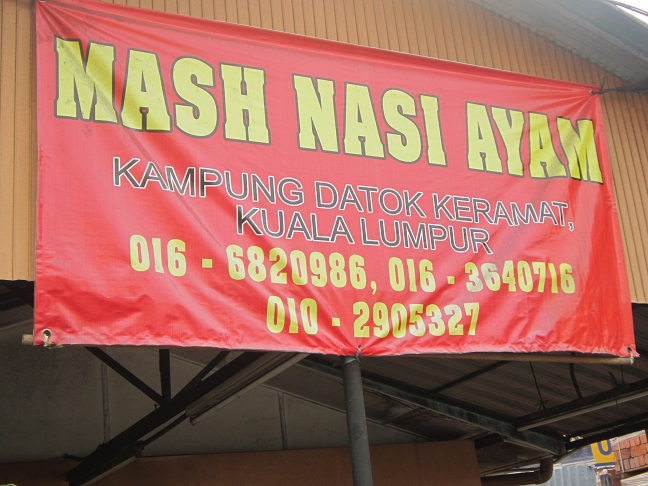 MASH NASI AYAM
KAMPUNG DATOK KERAMAT,
KUALA LUMPUR
016 - 6820986, 016 - 3640716
010 - 2905327